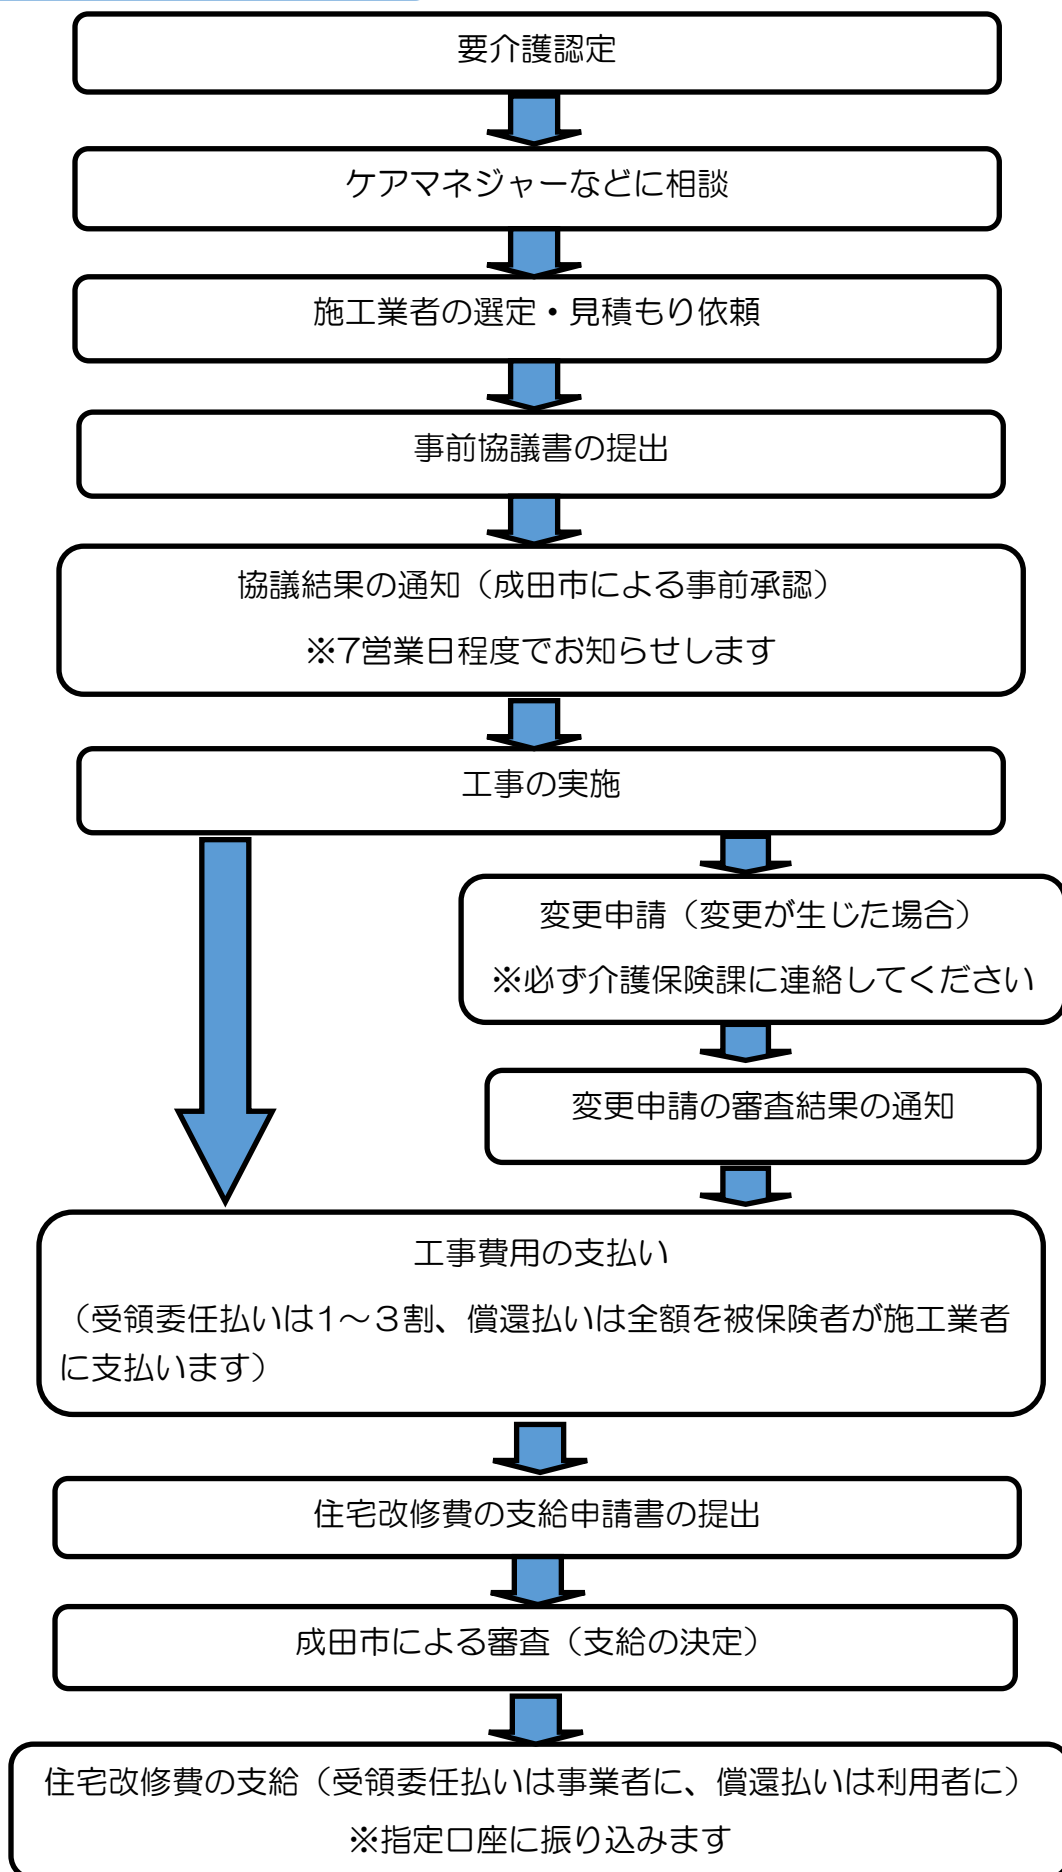 要介護認定
ケアマネジャーなどに相談
施工業者の選定・見積もり依頼
事前協議書の提出
協議結果の通知（成田市による事前承認）
※7営業日程度でお知らせします
工事の実施
変更申請（変更が生じた場合）
※必ず介護保険課に連絡してください
変更申請の審査結果の通知
工事費用の支払い
（受領委任払いは1～３割、償還払いは全額を被保険者が施工業者
に支払います）
住宅改修費の支給申請書の提出
成田市による審査（支給の決定）
住宅改修費の支給（受領委任払いは事業者に、償還払いは利用者に）
※指定口座に振り込みます